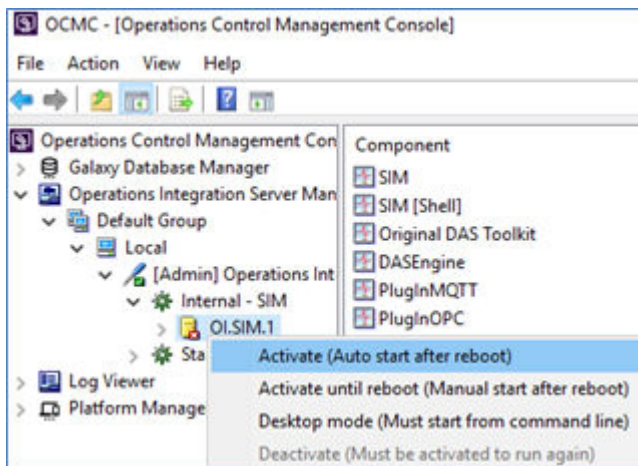 OCMC - [Operations Control Management Console]
File Action View Help
Operations Control Management Con
Galaxy Database Manager
Operations Integration Server Man
Default Group
Local
[Admin] Operations Int
Internal - SIM
OI.SIM.1
Sta
Log Viewer
Platform Manage
Component
SIM
SIM [Shell]
Original DAS Toolkit
DASEngine
PlugInMQTT
PlugInOPC
Activate (Auto start after reboot)
Activate until reboot (Manual start after reboot)
Desktop mode (Must start from command line)
Deactivate (Must be activated to run again)